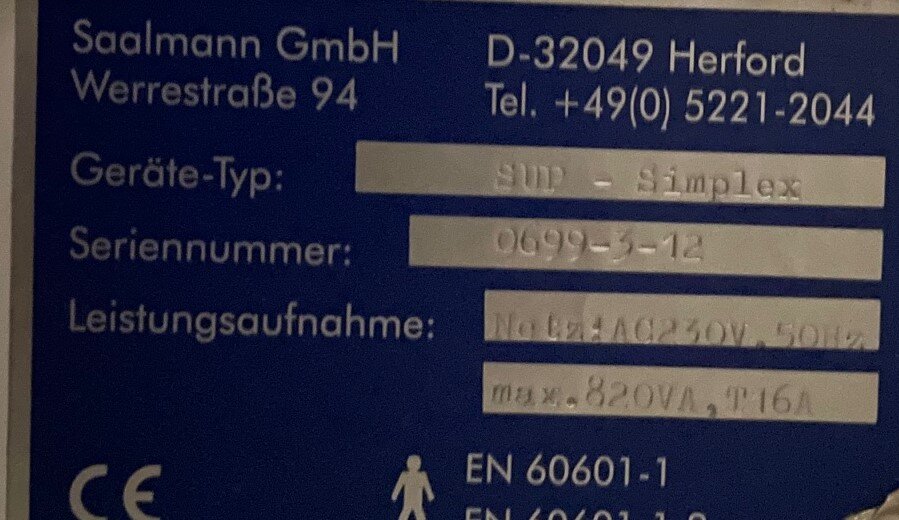 Saalmann GmbH D-32049 Herford
Werrestraße 94 Tel. +49(0) 5221-2044
Geräte-Typ: SUP - Simplex
Seriennummer: 0699-3-12
Leistungsaufnahme: Netz:AC230V,50Hz
max.820VA,T16A
CE EN 60601-1